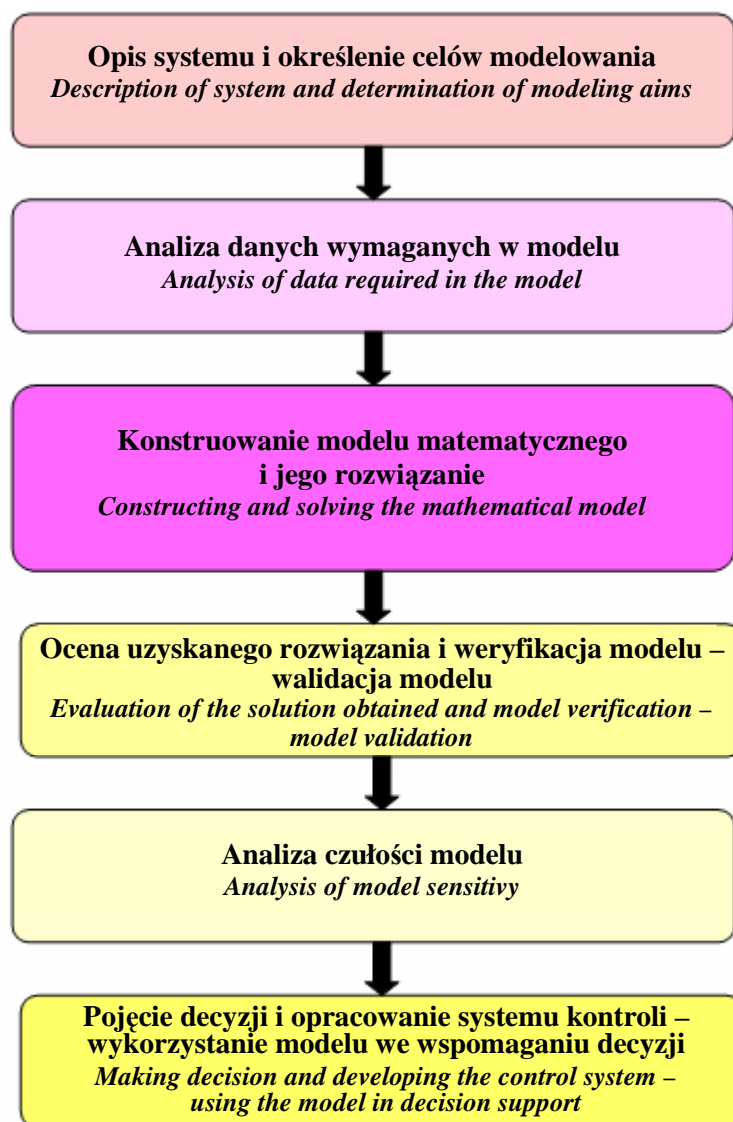 Opis systemu i określenie celów modelowania
Description of system and determination of modeling aims
Analiza danych wymaganych w modelu
Analysis of data required in the model
Konstruowanie modelu matematycznego
i jego rozwiązanie
Constructing and solving the mathematical model
Ocena uzyskanego rozwiązania i weryfikacja modelu –
walidacja modelu
Evaluation of the solution obtained and model verification –
model validation
Analiza czułości modelu
Analysis of model sensitivy
Pojęcie decyzji i opracowanie systemu kontroli –
wykorzystanie modelu we wspomaganiu decyzji
Making decision and developing the control system –
using the model in decision support